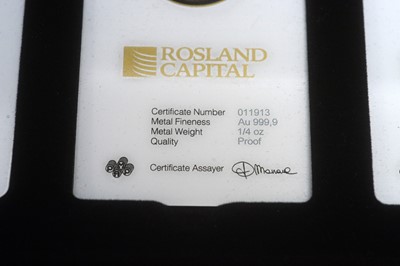 ROSLAND
CAPITAL
Certificate Number 011913
Metal Fineness Au 999,9
Metal Weight 1/4 oz
Quality Proof
Certificate Assayer